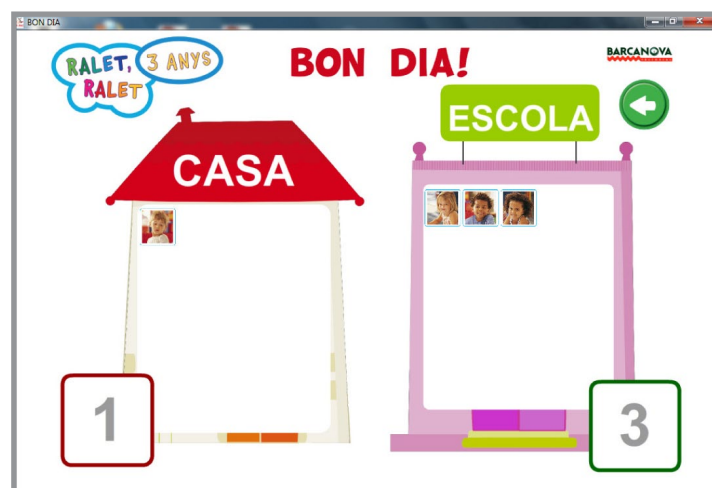 BON DIA
RALET, 3 ANYS
RALET
BON DIA!
BARCANOVA
CASA
ESCOLA
1
3